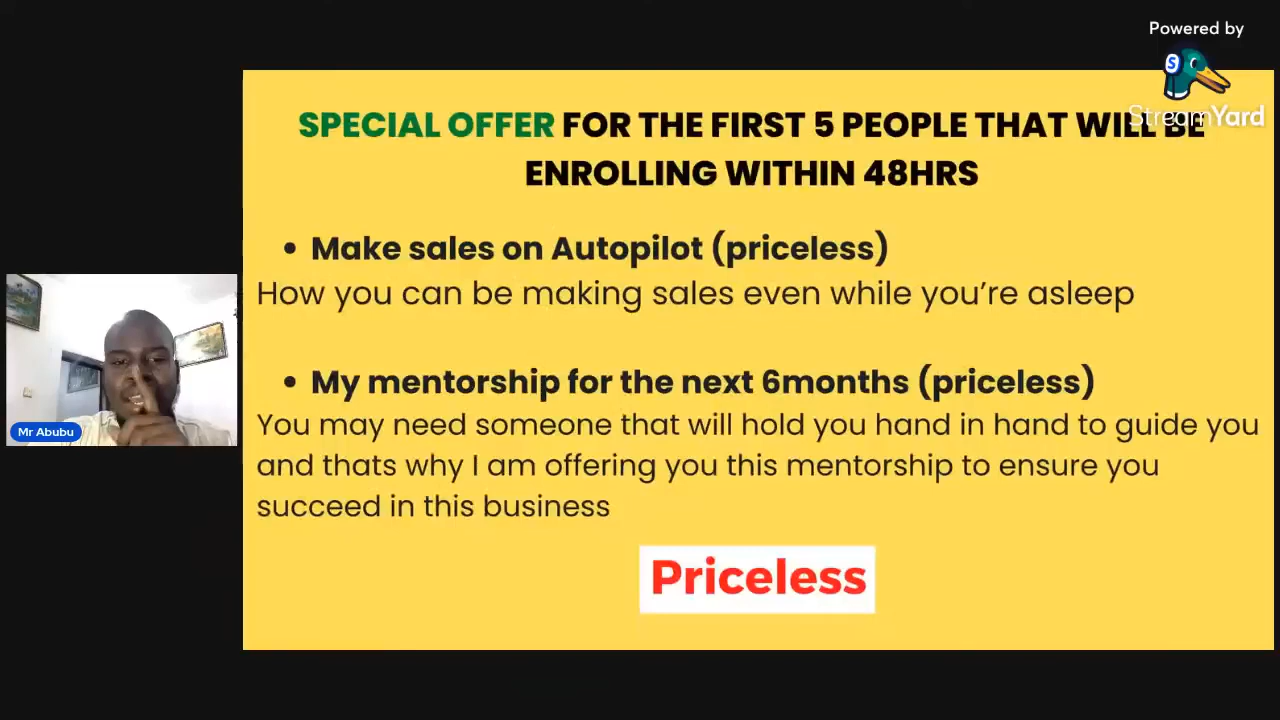 Powered by
StreamYard
SPECIAL OFFER FOR THE FIRST 5 PEOPLE THAT WILL BE
ENROLLING WITHIN 48HRS
• Make sales on Autopilot (priceless)
How you can be making sales even while you’re asleep
• My mentorship for the next 6months (priceless)
You may need someone that will hold you hand in hand to guide you
and thats why I am offering you this mentorship to ensure you
succeed in this business
Priceless
Mr Abubu